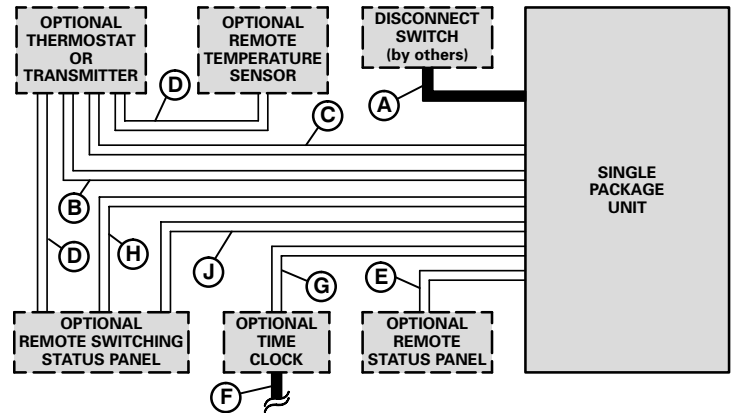 OPTIONAL
THERMOSTAT
OR
TRANSMITTER
OPTIONAL
REMOTE
TEMPERATURE
SENSOR
DISCONNECT
SWITCH
(by others)
D
A
C
SINGLE
PACKAGE
UNIT
B
D
H
J
G
E
OPTIONAL
REMOTE SWITCHING
STATUS PANEL
OPTIONAL
TIME
CLOCK
OPTIONAL
REMOTE
STATUS PANEL
F